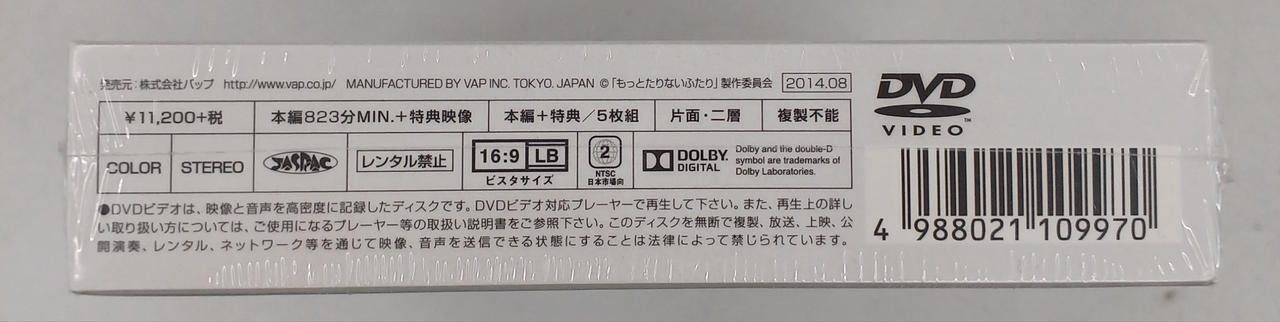 発売元：株式会社バップ http://www.vap.co.jp/ MANUFACTURED BY VAP INC. TOKYO. JAPAN ©「もっとたりないふたり」製作委員会 2014.08
¥11,200+税 本編823分MIN.+特典映像 本編+特典／5枚組 片面・二層 複製不能
COLOR STEREO JASPAC レンタル禁止 16:9 LB ビスタサイズ 2 NTSC 日本市場向 DOLBY DIGITAL
Dolby and the double-D
symbol are trademarks of
Dolby Laboratories.
●DVDビデオは、映像と音声を高密度に記録したディスクです。DVDビデオ対応プレーヤーで再生して下さい。また、再生上の詳し
い取り扱い方については、ご使用になるプレーヤー等の取扱い説明書をご参照下さい。このディスクを無断で複製、放送、上映、公
開演奏、レンタル、ネットワーク等を通じて映像、音声を送信できる状態にすることは法律によって禁じられています。
DVD
VIDEO
TM
4 988021 109970